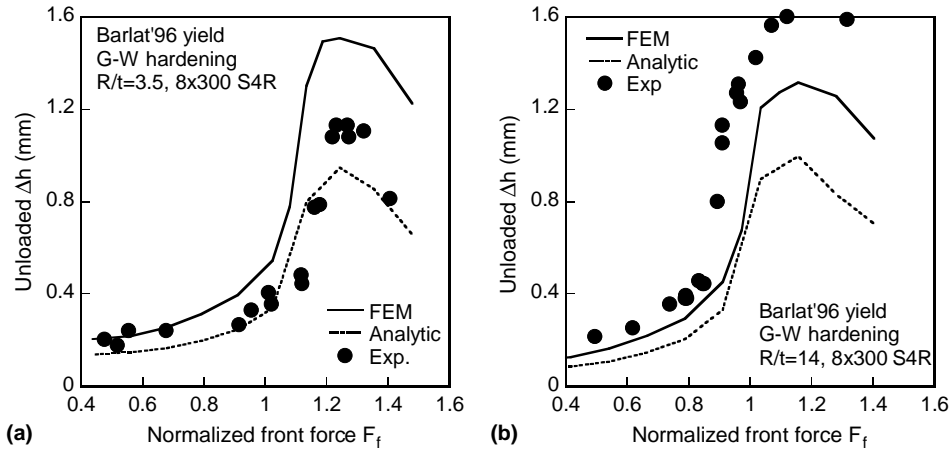 1.6
1.2
0.8
0.4
0
Unloaded Δh (mm)
Barlat'96 yield
G-W hardening
R/t=3.5, 8x300 S4R
FEM
Analytic
Exp.
0.4 0.6 0.8 1 1.2 1.4 1.6
(a)
Normalized front force Ff
1.6
1.2
0.8
0.4
0
Unloaded Δh (mm)
FEM
Analytic
Exp
Barlat'96 yield
G-W hardening
R/t=14, 8x300 S4R
0.4 0.6 0.8 1 1.2 1.4 1.6
(b)
Normalized front force Ff